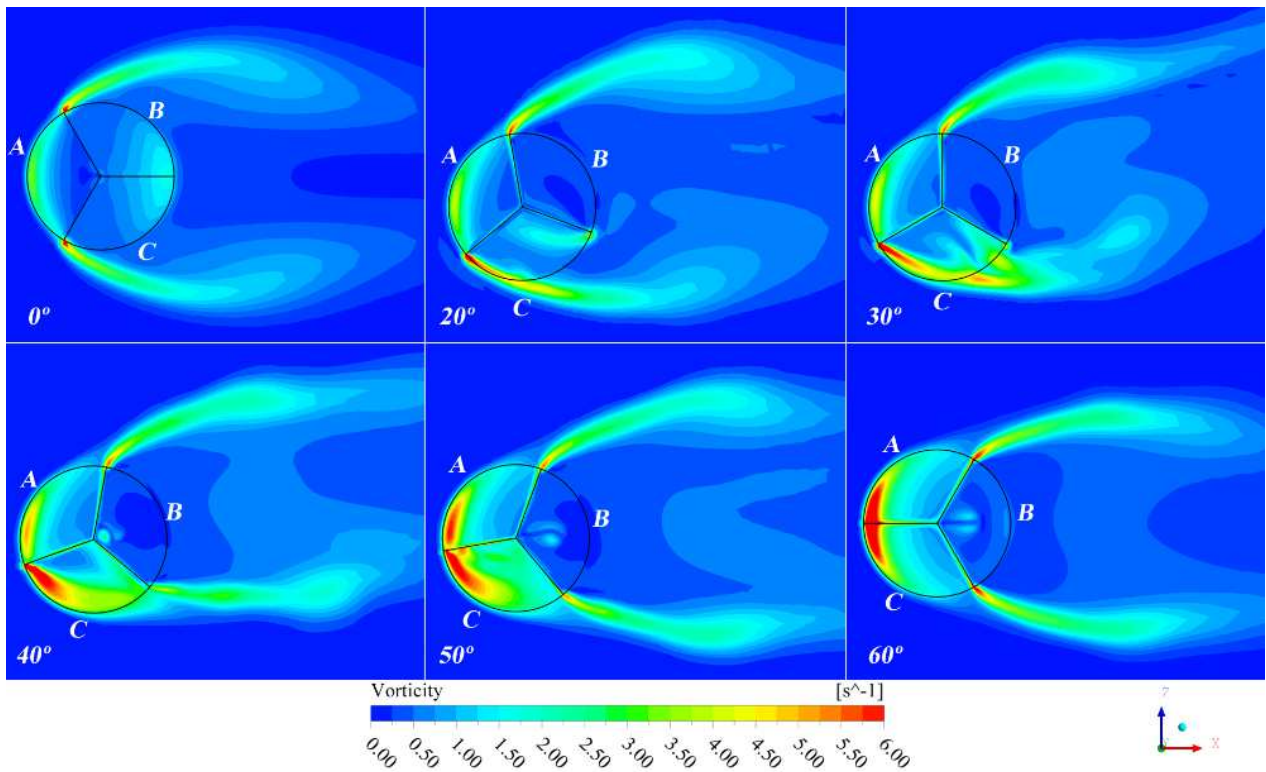 A B C 0º
A B C 20º
A B C 30º
A B C 40º
A B C 50º
A B C 60º
Vorticity [s^-1]
0.00 0.50 1.00 1.50 2.00 2.50 3.00 3.50 4.00 4.50 5.00 5.50 6.00
Z
X